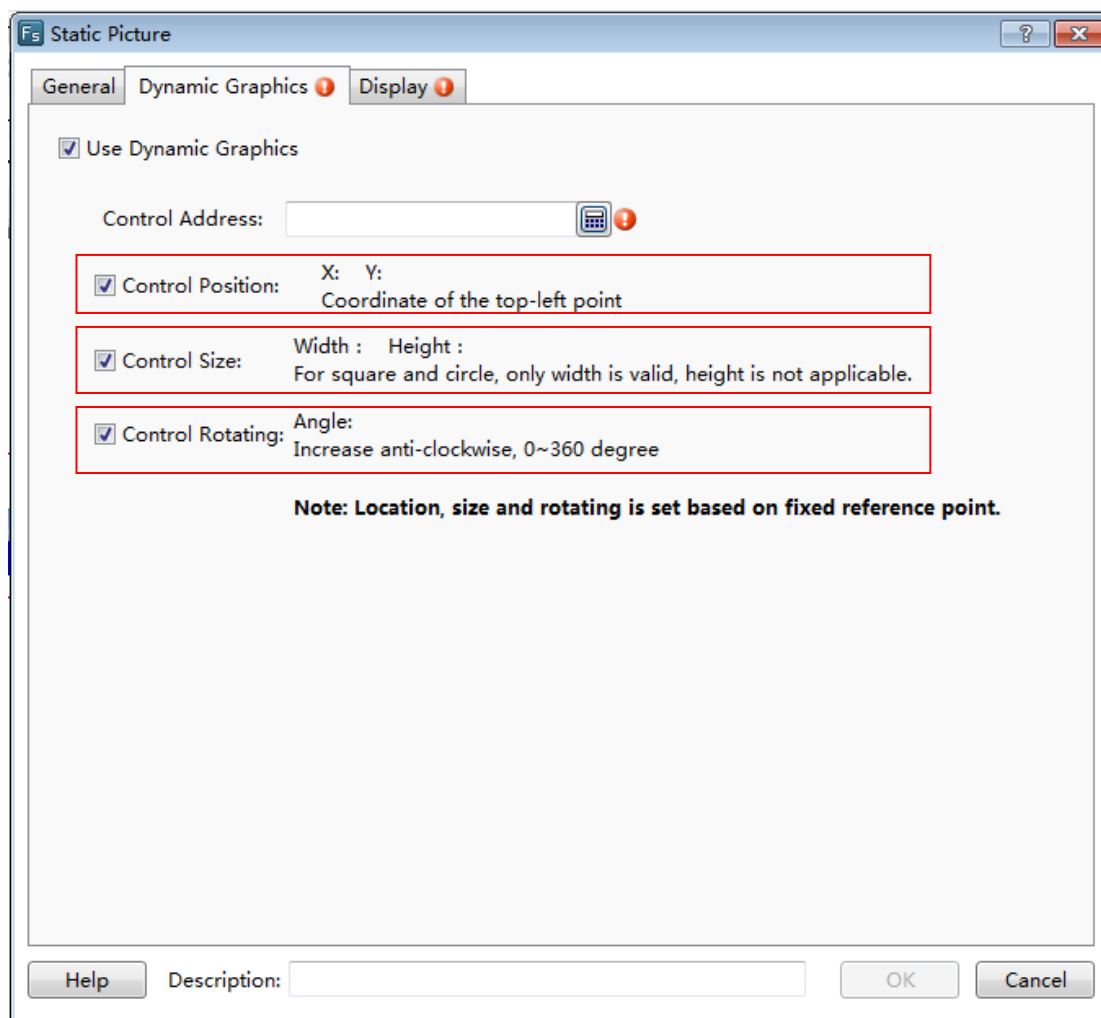 Fs Static Picture
General Dynamic Graphics Display
Use Dynamic Graphics
Control Address:
Control Position: X: Y:
Coordinate of the top-left point
Control Size: Width : Height :
For square and circle, only width is valid, height is not applicable.
Control Rotating: Angle:
Increase anti-clockwise, 0~360 degree
Note: Location, size and rotating is set based on fixed reference point.
Help Description: OK Cancel